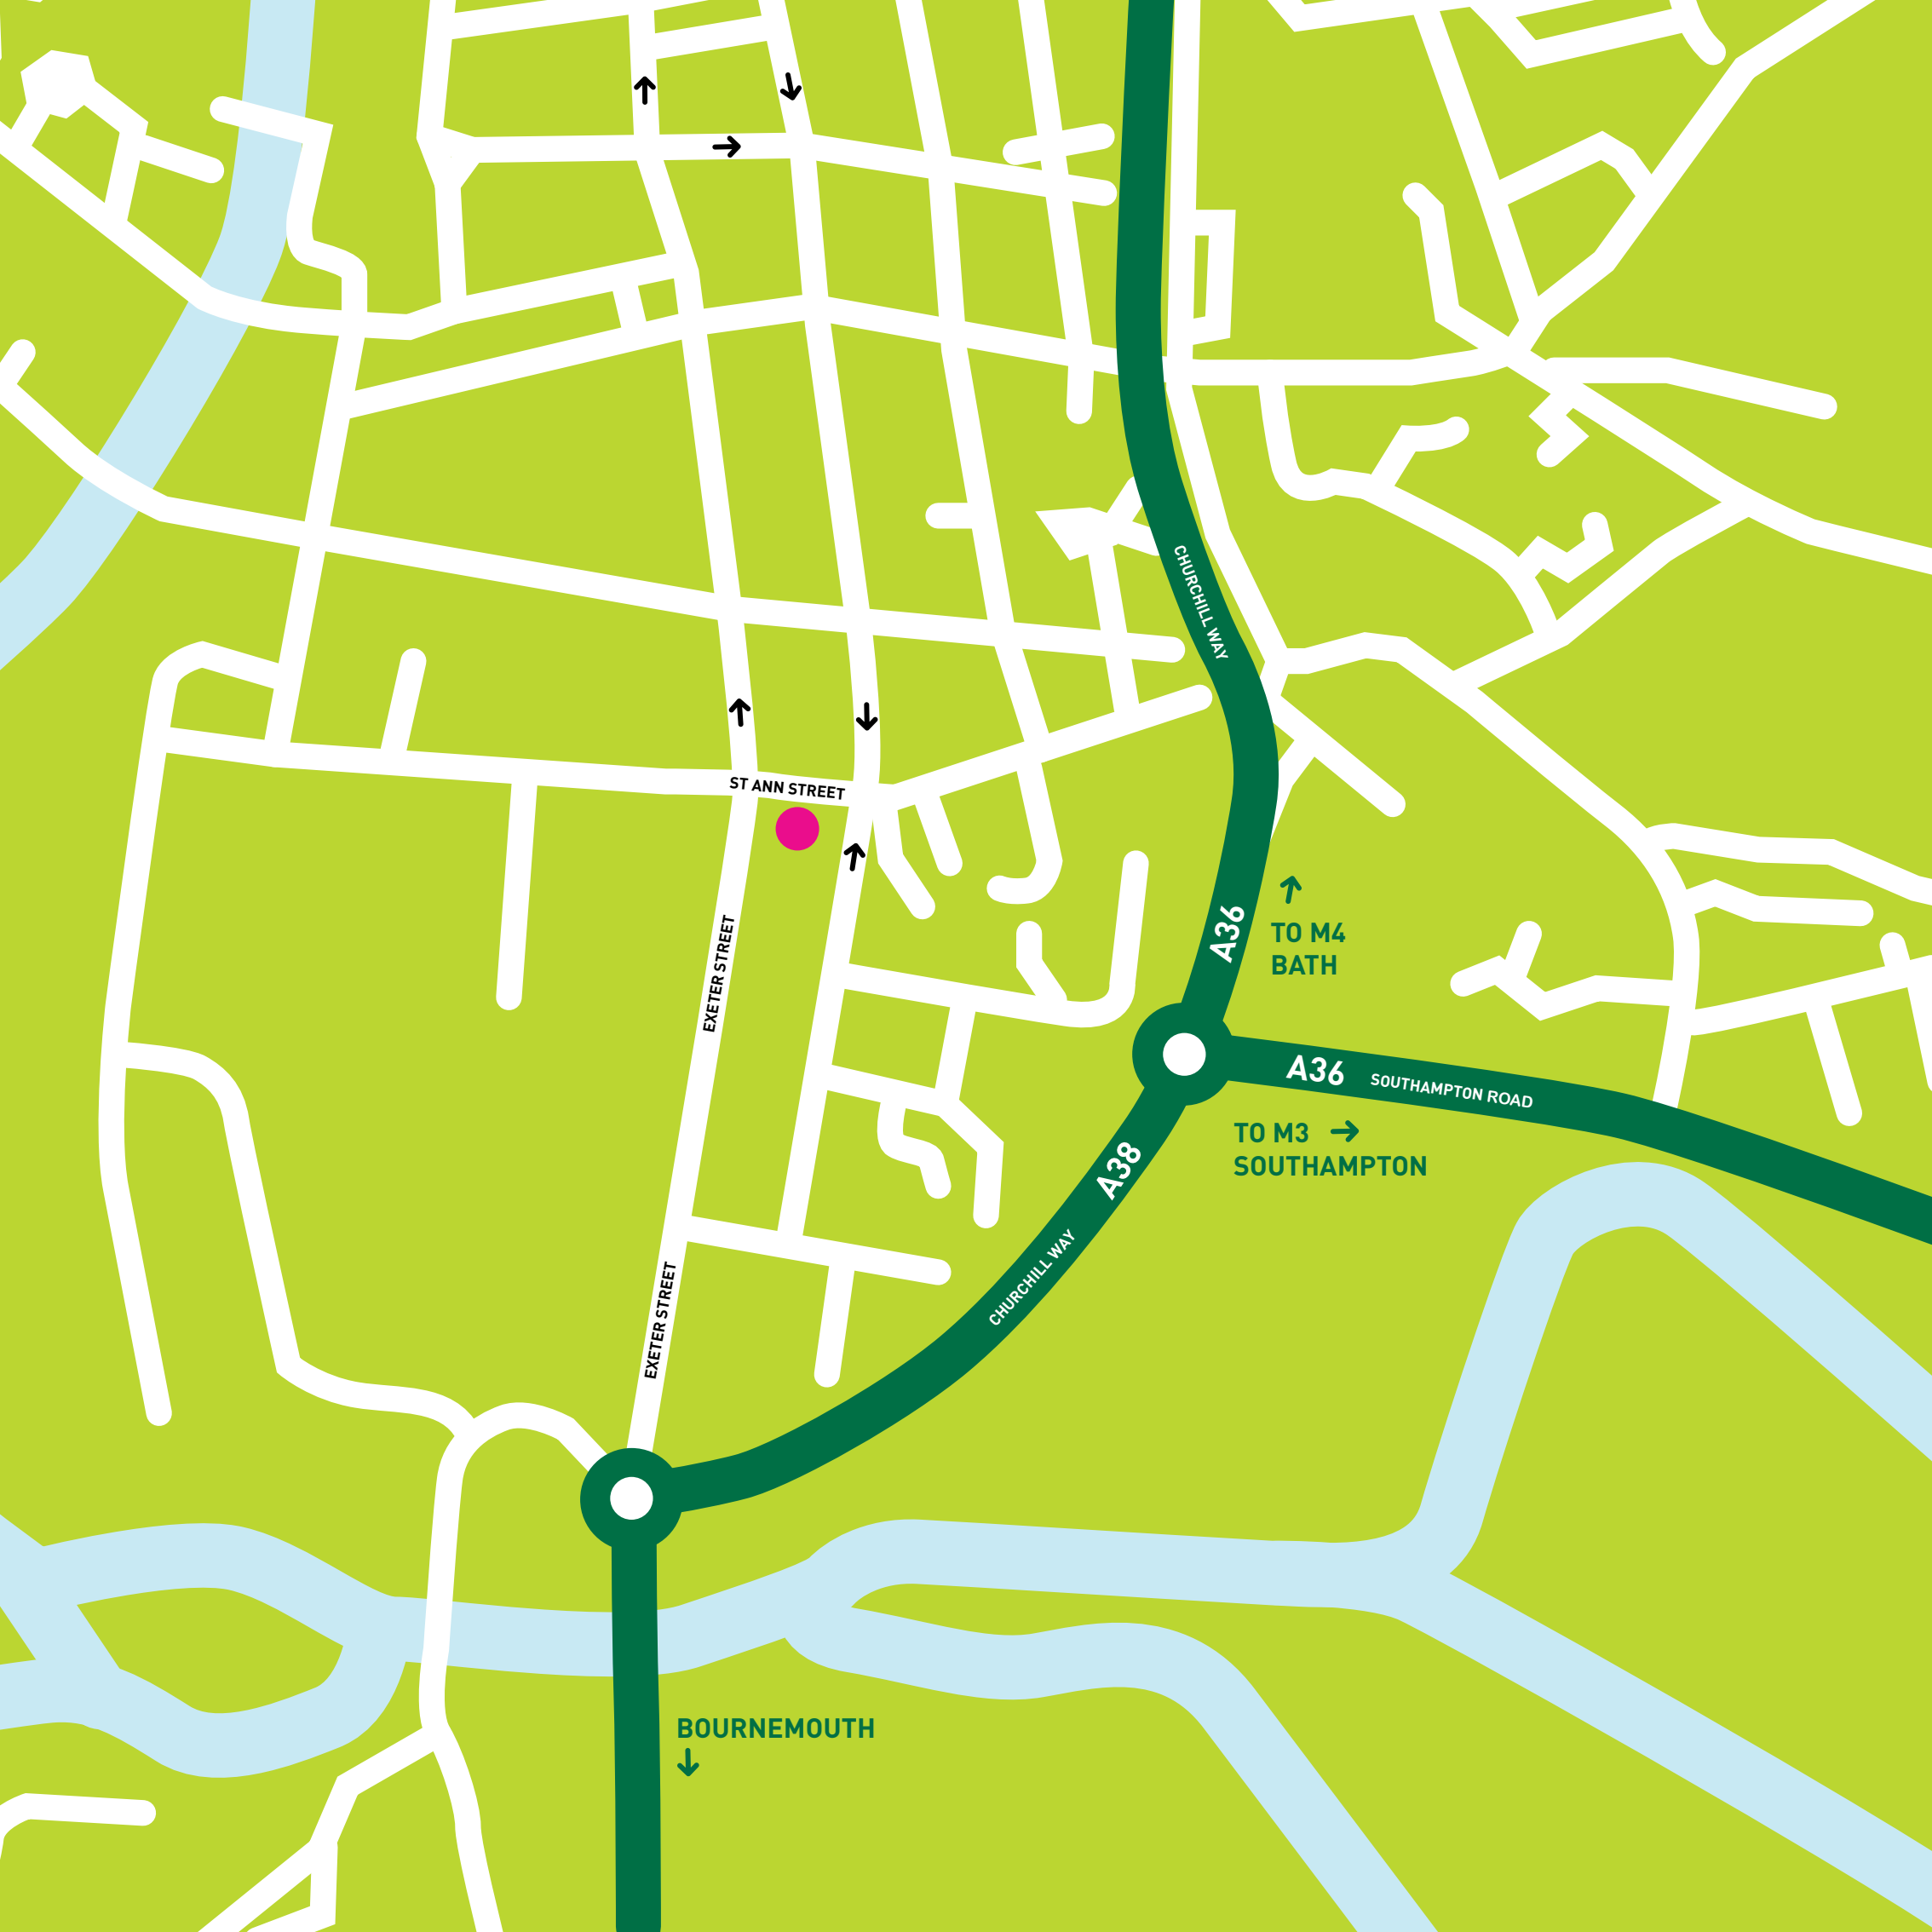 CHURCHILL WAY
ST ANN STREET
EXETER STREET
A36
TO M4
BATH
A36
SOUTHAMPTON ROAD
TO M3
SOUTHAMPTON
A38
CHURCHILL WAY
EXETER STREET
BOURNEMOUTH